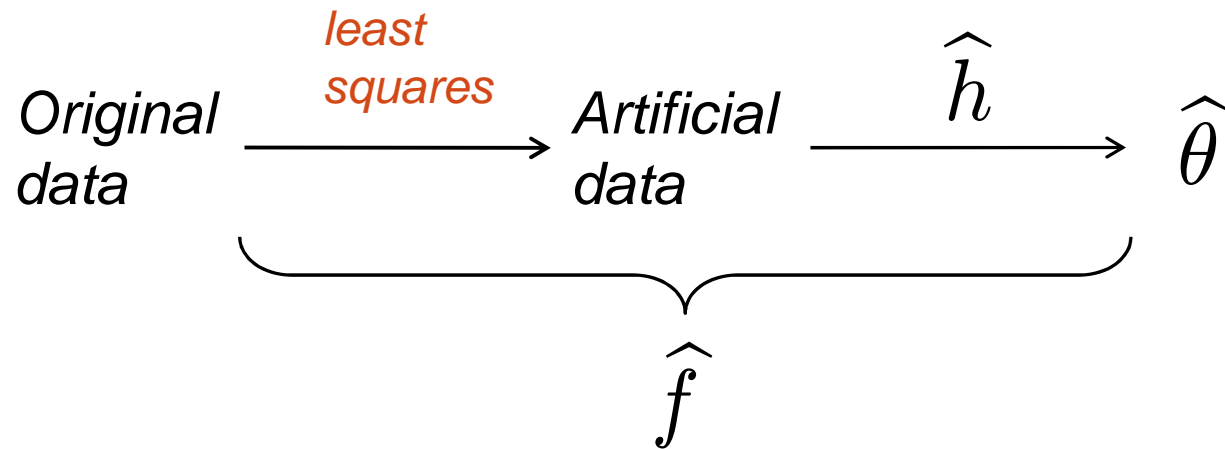 least
squares
Original
data
Artificial
data
ĥ
θ̂
f̂